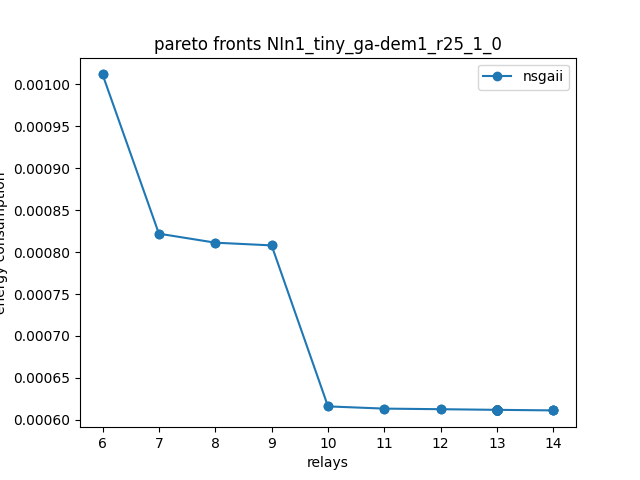 pareto fronts NIn1_tiny_ga-dem1_r25_1_0
nsgaii
0.00100
0.00095
0.00090
0.00085
0.00080
0.00075
0.00070
0.00065
0.00060
energy consumption
6 7 8 9 10 11 12 13 14
relays